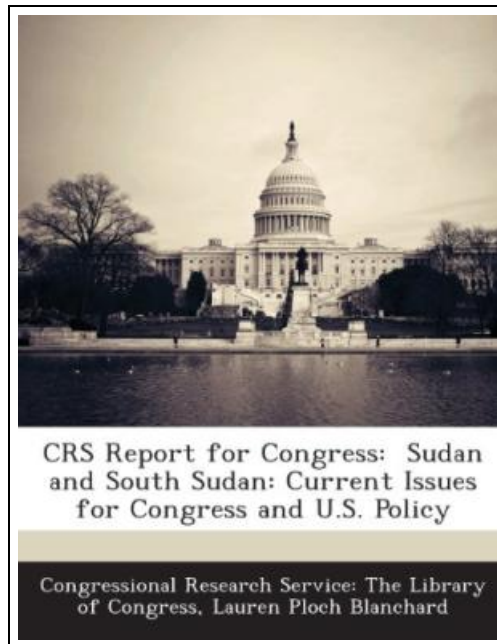 CRS Report for Congress: Sudan
and South Sudan: Current Issues
for Congress and U.S. Policy
Congressional Research Service: The Library
of Congress, Lauren Ploch Blanchard